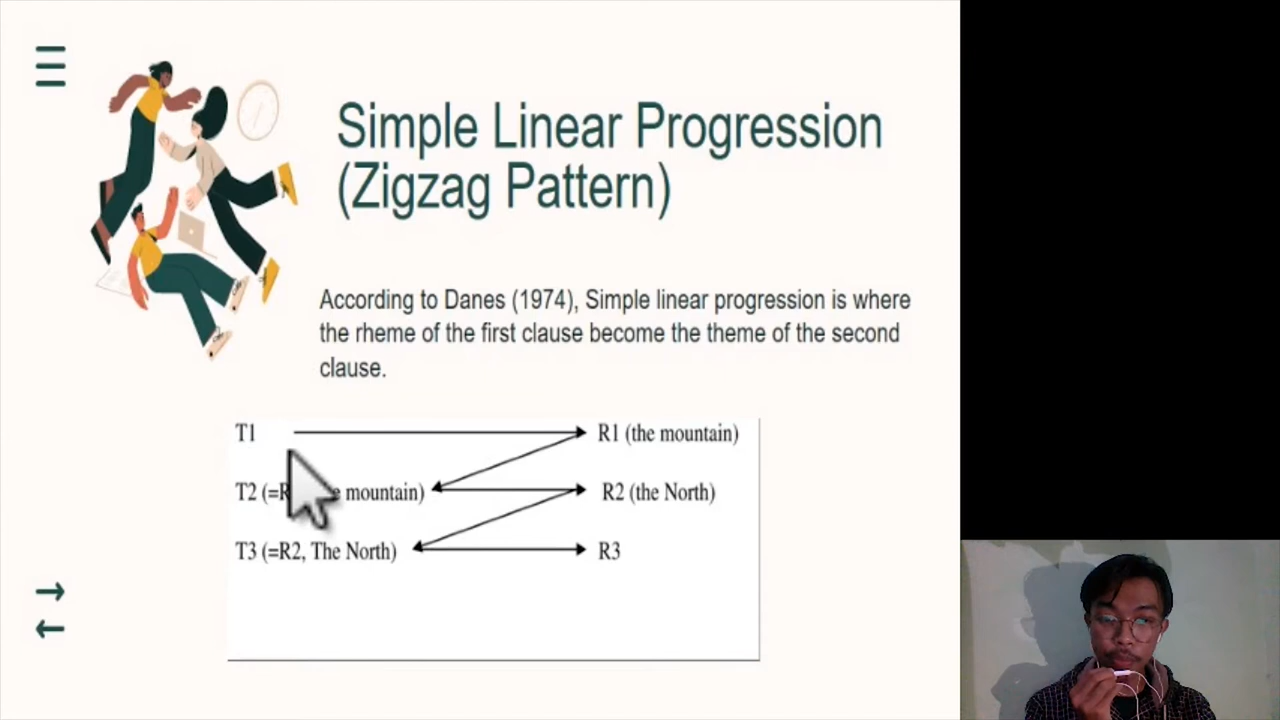 Simple Linear Progression
(Zigzag Pattern)
According to Danes (1974), Simple linear progression is where
the rheme of the first clause become the theme of the second
clause.
T1 R1 (the mountain)
T2 (=R mountain) R2 (the North)
T3 (=R2, The North) R3